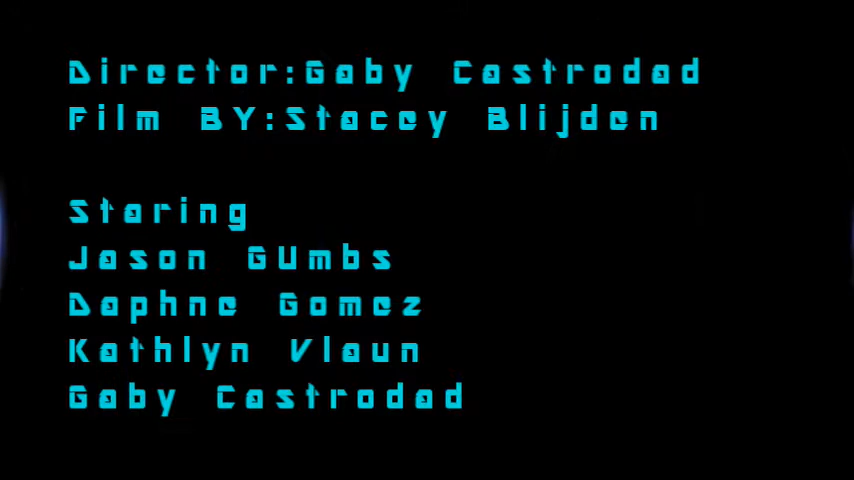 Director:Gaby Castrodad
Film BY:Stacey Blijden
Staring
Jason GUmbs
Daphne Gomez
Kathlyn Vlaun
Gaby Castrodad